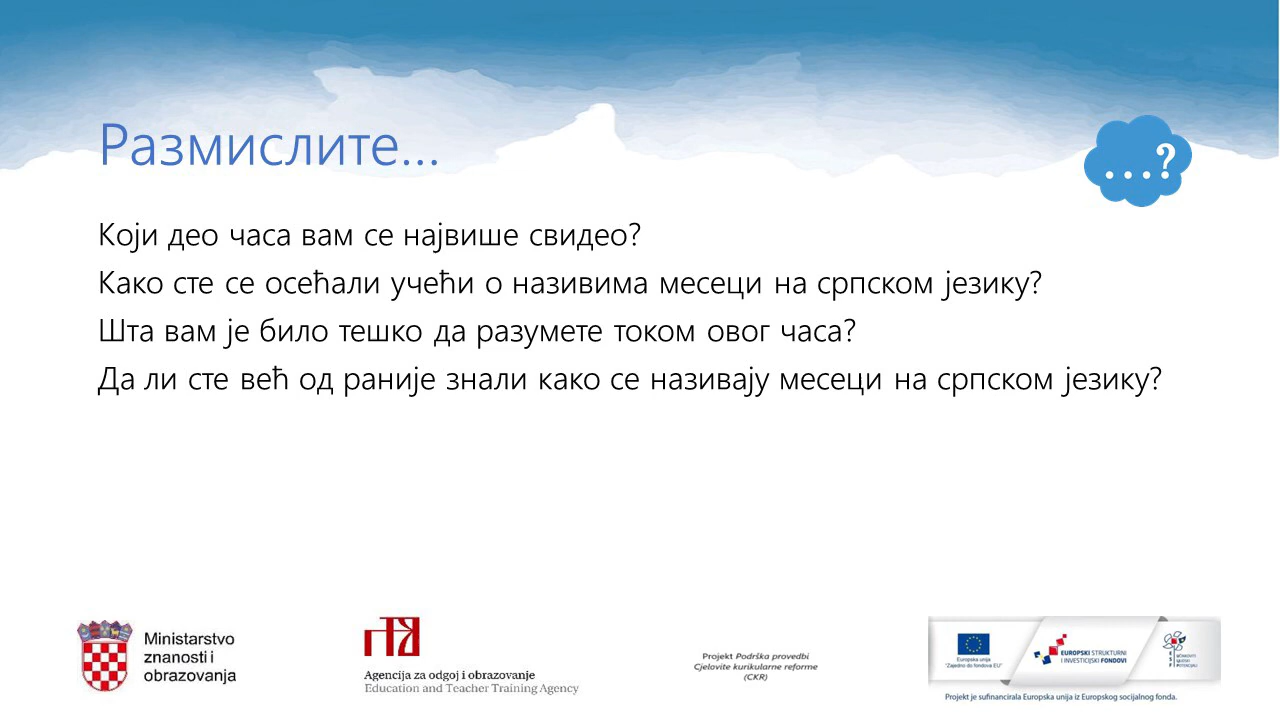 Размислите...
...?
Који део часа вам се највише свидео?
Како сте се осећали учећи о називима месеци на српском језику?
Шта вам је било тешко да разумете током овог часа?
Да ли сте већ од раније знали како се називају месеци на српском језику?
Ministarstvo
znanosti i
obrazovanja
Agencija za odgoj i obrazovanje
Education and Teacher Training Agency
Projekt Podrška provedbi
Cjelovite kurikularne reforme
(CKR)
Europska unija
"Zajedno do fondova EU"
EUROPSKI STRUKTURNI
I INVESTICIJSKI FONDOVI
Projekt je sufinancirala Europska unija iz Europskog socijalnog fonda.